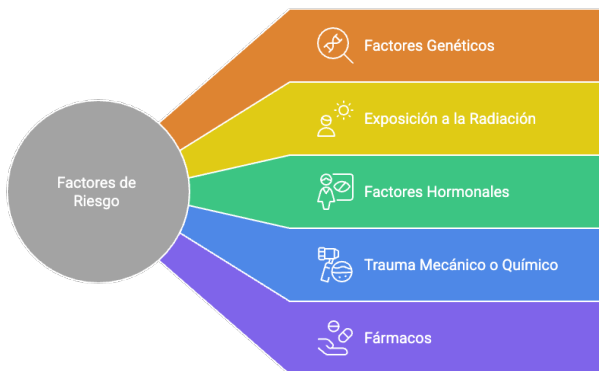 Factores de
Riesgo
Factores Genéticos
Exposición a la Radiación
Factores Hormonales
Trauma Mecánico o Químico
Fármacos